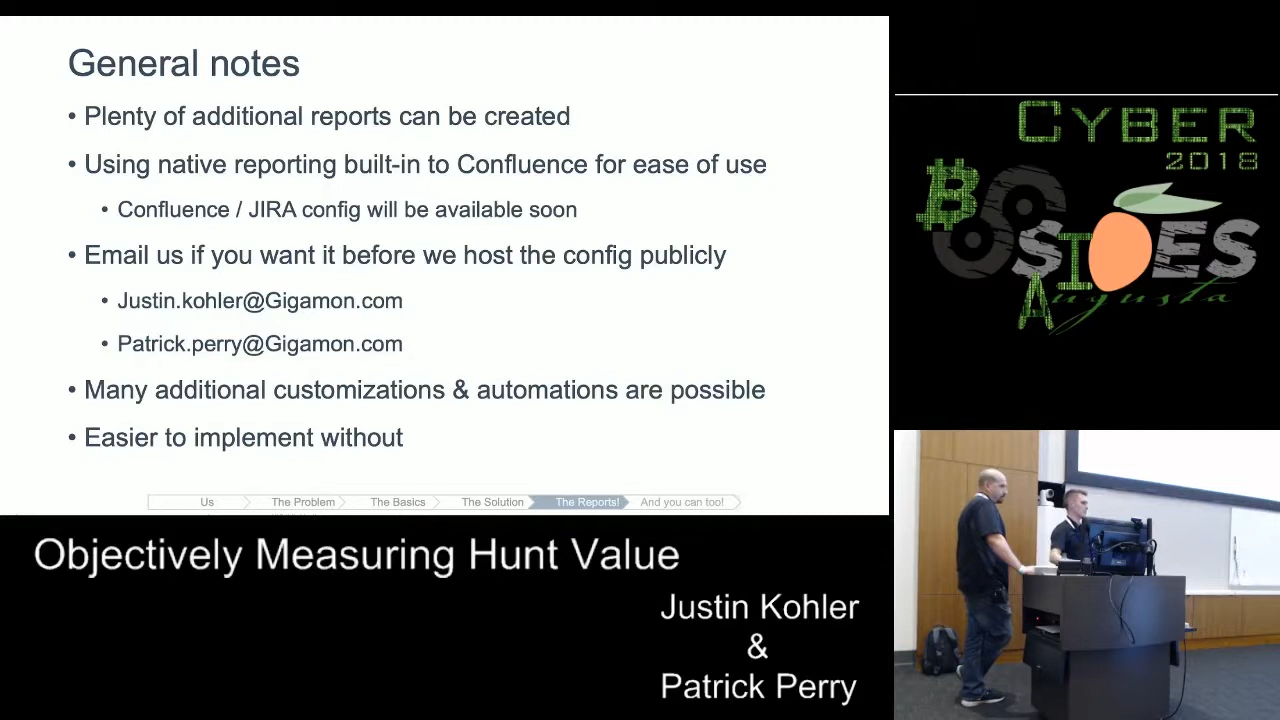 General notes
• Plenty of additional reports can be created
• Using native reporting built-in to Confluence for ease of use
• Confluence / JIRA config will be available soon
• Email us if you want it before we host the config publicly
• Justin.kohler@Gigamon.com
• Patrick.perry@Gigamon.com
• Many additional customizations & automations are possible
• Easier to implement without
Us
The Problem
The Basics
The Solution
The Reports!
And you can too!
Objectively Measuring Hunt Value
Justin Kohler
&
Patrick Perry
CYBER
2018
BSIDES
Augusta